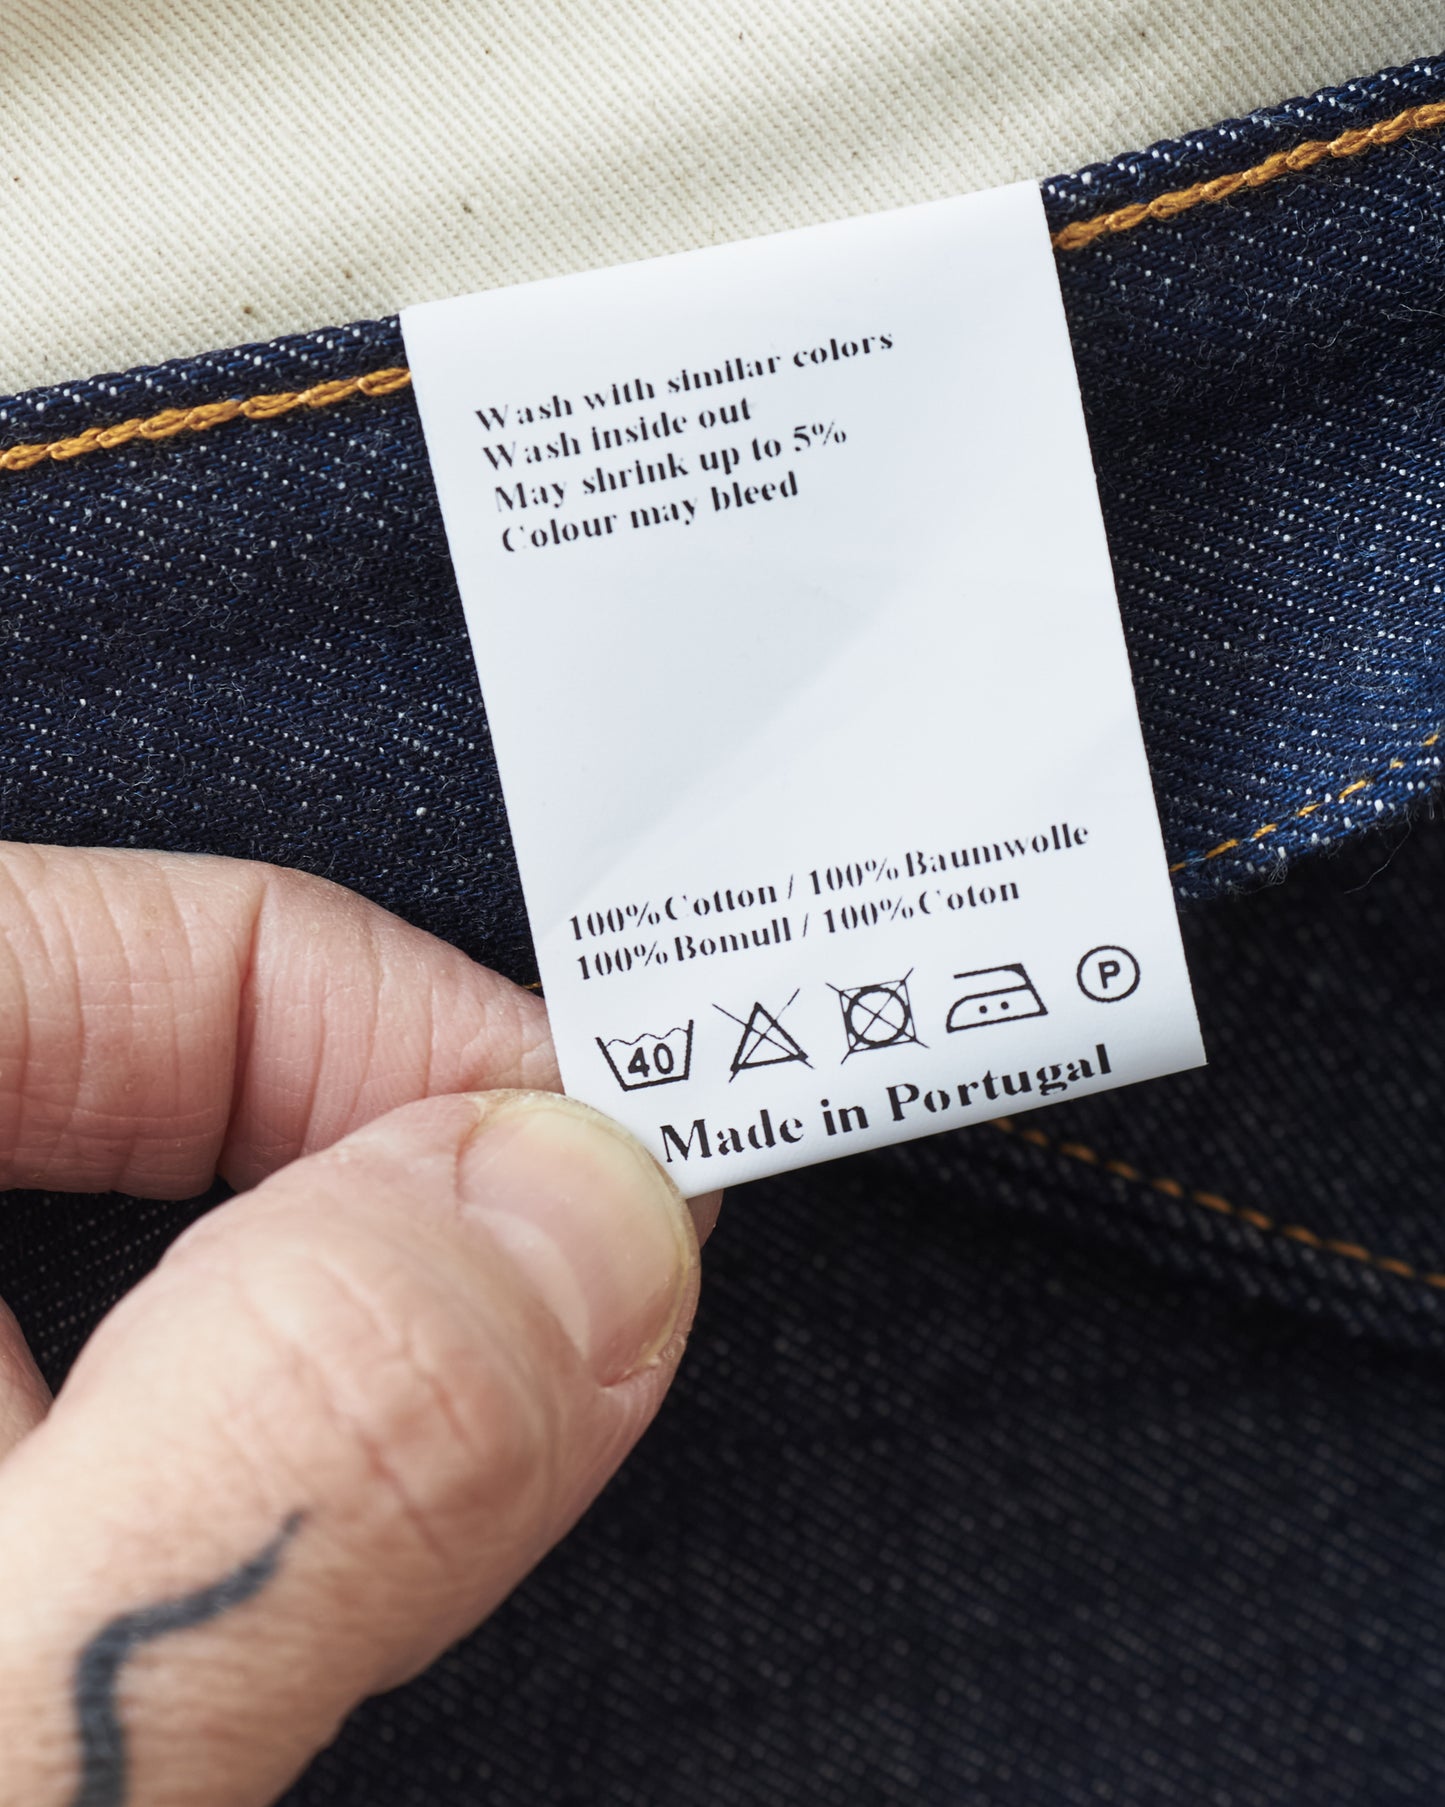 Wash with similar colors
Wash inside out
May shrink up to 5%
Colour may bleed
100% Cotton / 100% Baumwolle
100% Bomull / 100% Coton
40 P
Made in Portugal